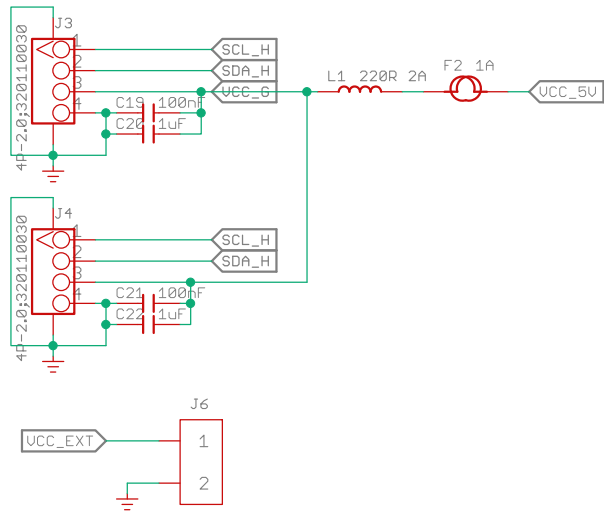 J3
1
2
3
4
4P-2.0;320110030
SCL_H
SDA_H
VCC_G
C19 100nF
C20 1uF
L1 220R 2A
F2 1A
VCC_5V
J4
1
2
3
4
4P-2.0;320110030
SCL_H
SDA_H
C21 100nF
C22 1uF
J6
VCC_EXT
1
2